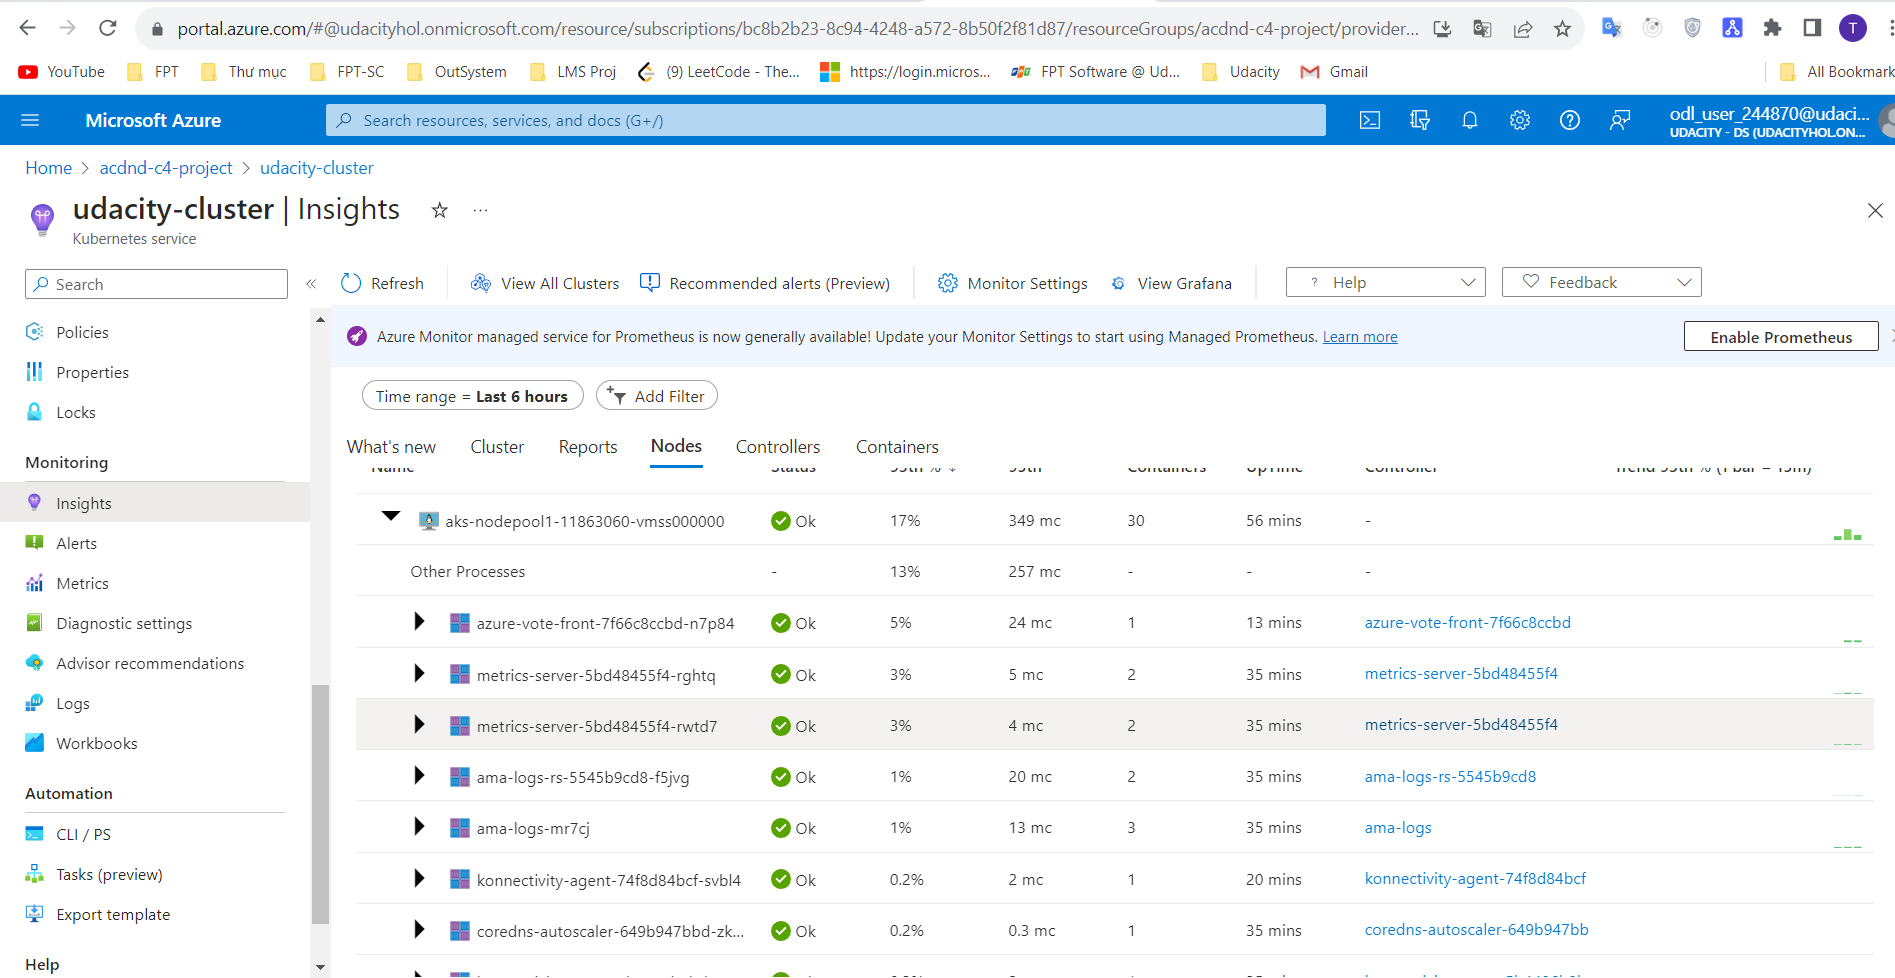 portal.azure.com/#@udacityhol.onmicrosoft.com/resource/subscriptions/bc8b2b23-8c94-4248-a572-8b50f2f81d87/resourceGroups/acdnd-c4-project/provider...
T
YouTube FPT Thư mục FPT-SC OutSystem LMS Proj (9) LeetCode - The... https://login.micros... FPT Software @ Ud... Udacity Gmail All Bookmark
Microsoft Azure
Search resources, services, and docs (G+/)
odl_user_244870@udaci...
UDACITY - DS (UDACITYHOL.ON...
Home > acdnd-c4-project > udacity-cluster
udacity-cluster | Insights
Kubernetes service
Search
Refresh View All Clusters Recommended alerts (Preview) Monitor Settings View Grafana ? Help Feedback
Policies
Properties
Locks
Monitoring
Insights
Alerts
Metrics
Diagnostic settings
Advisor recommendations
Logs
Workbooks
Automation
CLI / PS
Tasks (preview)
Export template
Help
Azure Monitor managed service for Prometheus is now generally available! Update your Monitor Settings to start using Managed Prometheus. Learn more
Enable Prometheus
Time range = Last 6 hours Add Filter
What's new Cluster Reports Nodes Controllers Containers
Name Status 95th % ↓ 95th Containers UpTime Controller Trend 95th % (1 bar = 15m)
aks-nodepool1-11863060-vmss000000 Ok 17% 349 mc 30 56 mins -
Other Processes - 13% 257 mc - - -
azure-vote-front-7f66c8ccbd-n7p84 Ok 5% 24 mc 1 13 mins azure-vote-front-7f66c8ccbd
metrics-server-5bd48455f4-rghtq Ok 3% 5 mc 2 35 mins metrics-server-5bd48455f4
metrics-server-5bd48455f4-rwtd7 Ok 3% 4 mc 2 35 mins metrics-server-5bd48455f4
ama-logs-rs-5545b9cd8-f5jvg Ok 1% 20 mc 2 35 mins ama-logs-rs-5545b9cd8
ama-logs-mr7cj Ok 1% 13 mc 3 35 mins ama-logs
konnectivity-agent-74f8d84bcf-svbl4 Ok 0.2% 2 mc 1 20 mins konnectivity-agent-74f8d84bcf
coredns-autoscaler-649b947bbd-zk... Ok 0.2% 0.3 mc 1 35 mins coredns-autoscaler-649b947bb